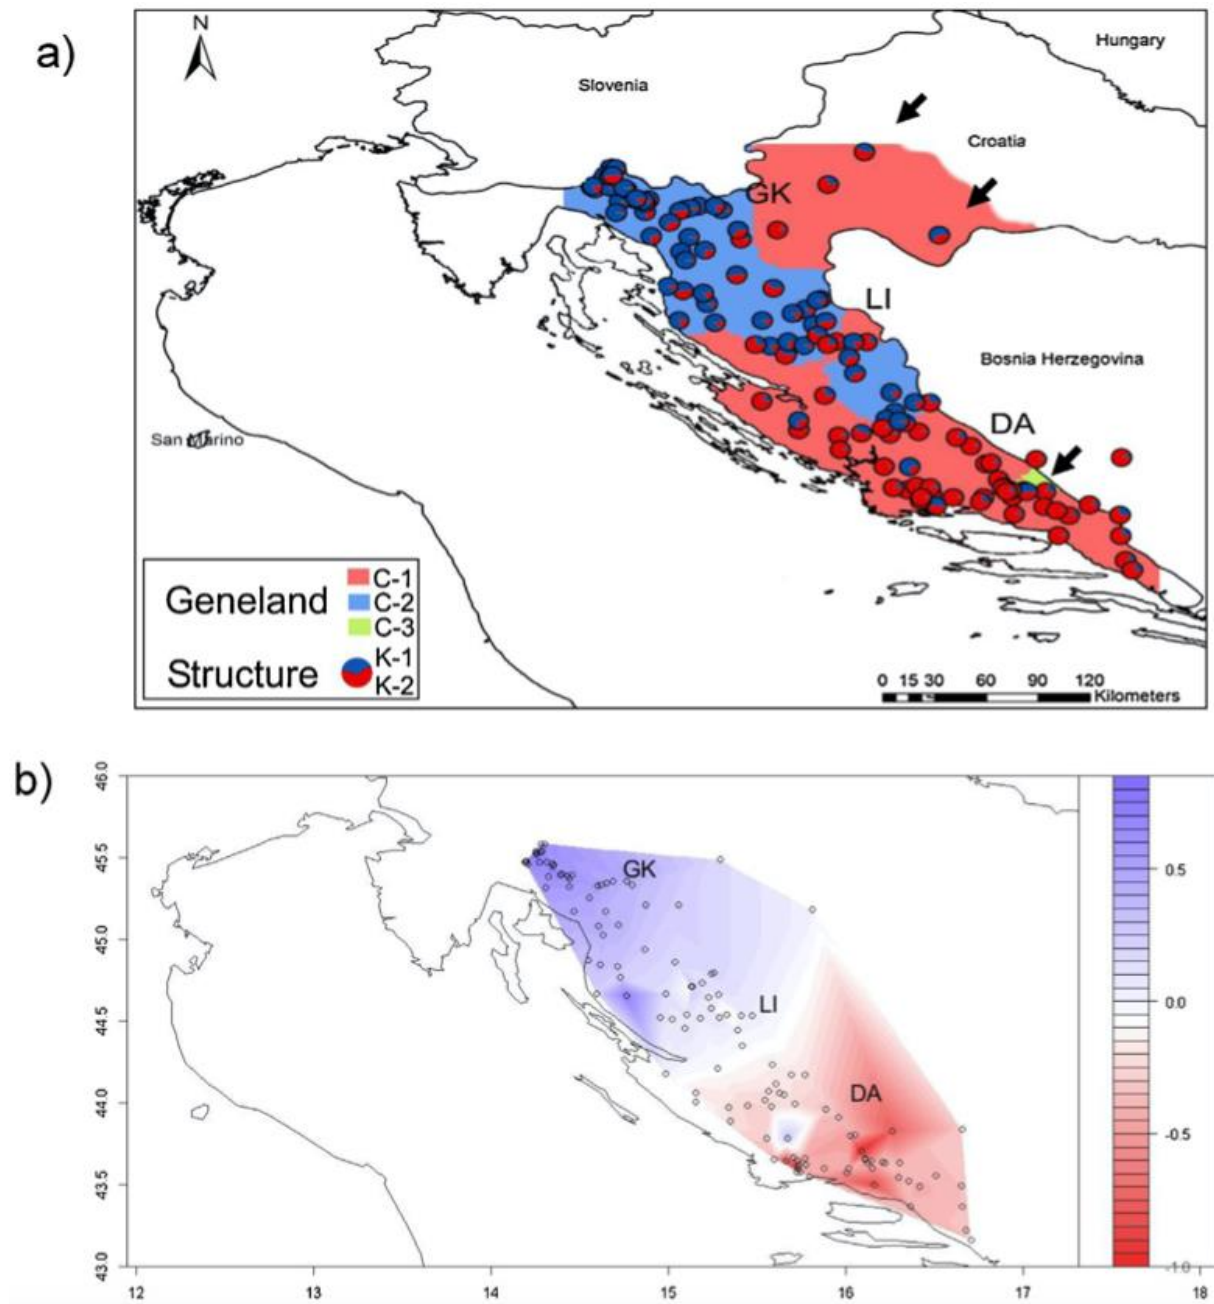 a)
N
Hungary
Slovenia
Croatia
GK
LI
Bosnia Herzegovina
DA
San Marino
Geneland
C-1
C-2
C-3
Structure
K-1
K-2
0 15 30 60 90 120
Kilometers
b)
46.0
45.5
45.0
44.5
44.0
43.5
43.0
GK
LI
DA
0.5
0.0
-0.5
-1.0
12 13 14 15 16 17 18